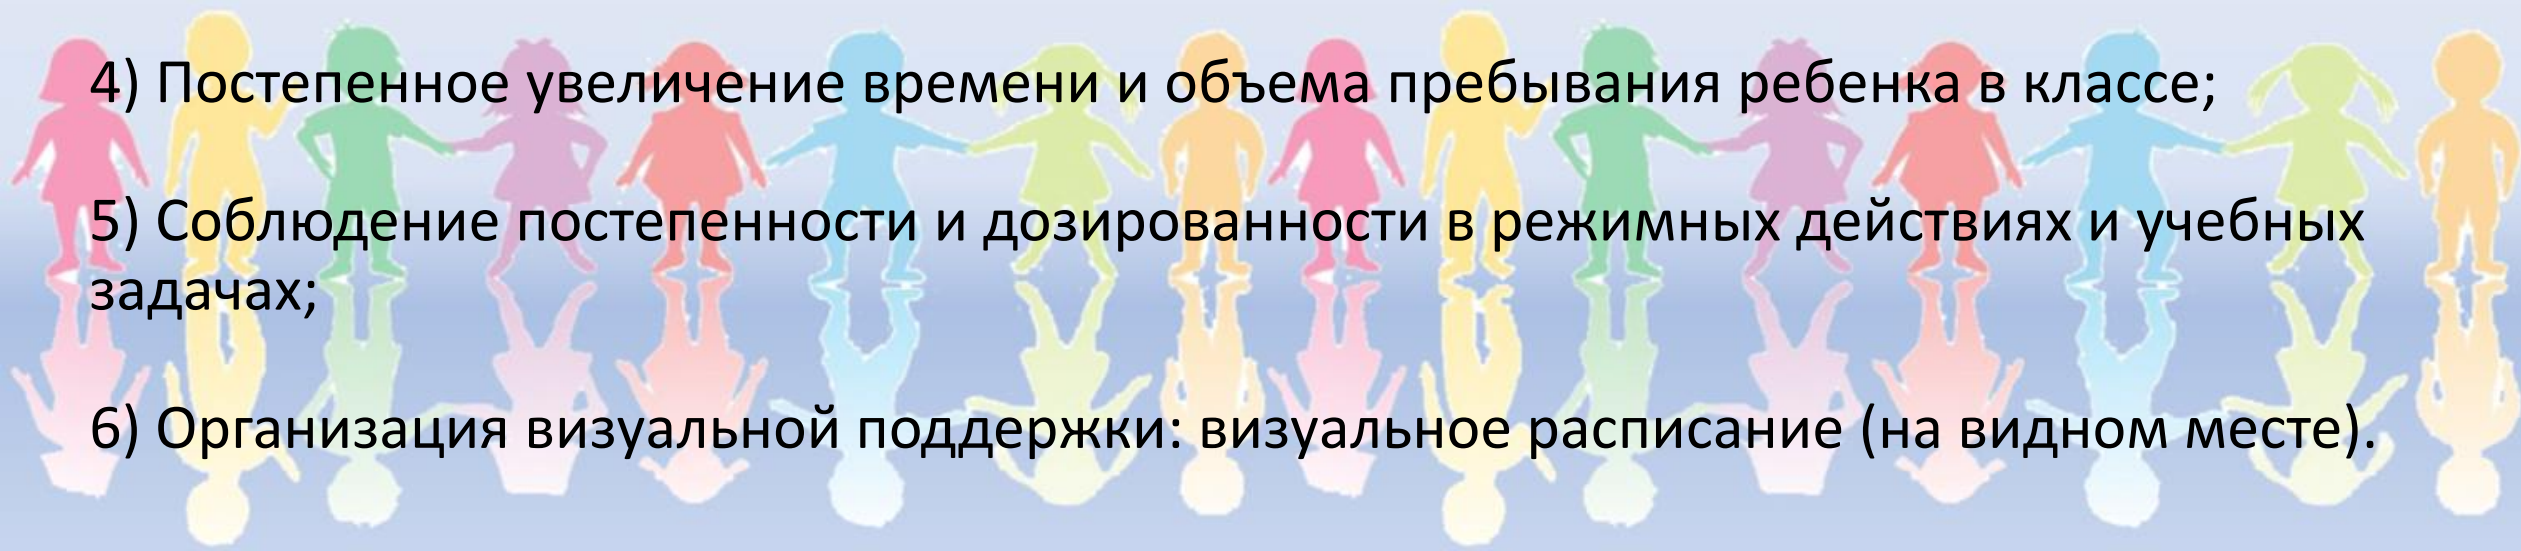 4) Постепенное увеличение времени и объема пребывания ребенка в классе;
5) Соблюдение постепенности и дозированности в режимных действиях и учебных
задачах;
6) Организация визуальной поддержки: визуальное расписание (на видном месте).